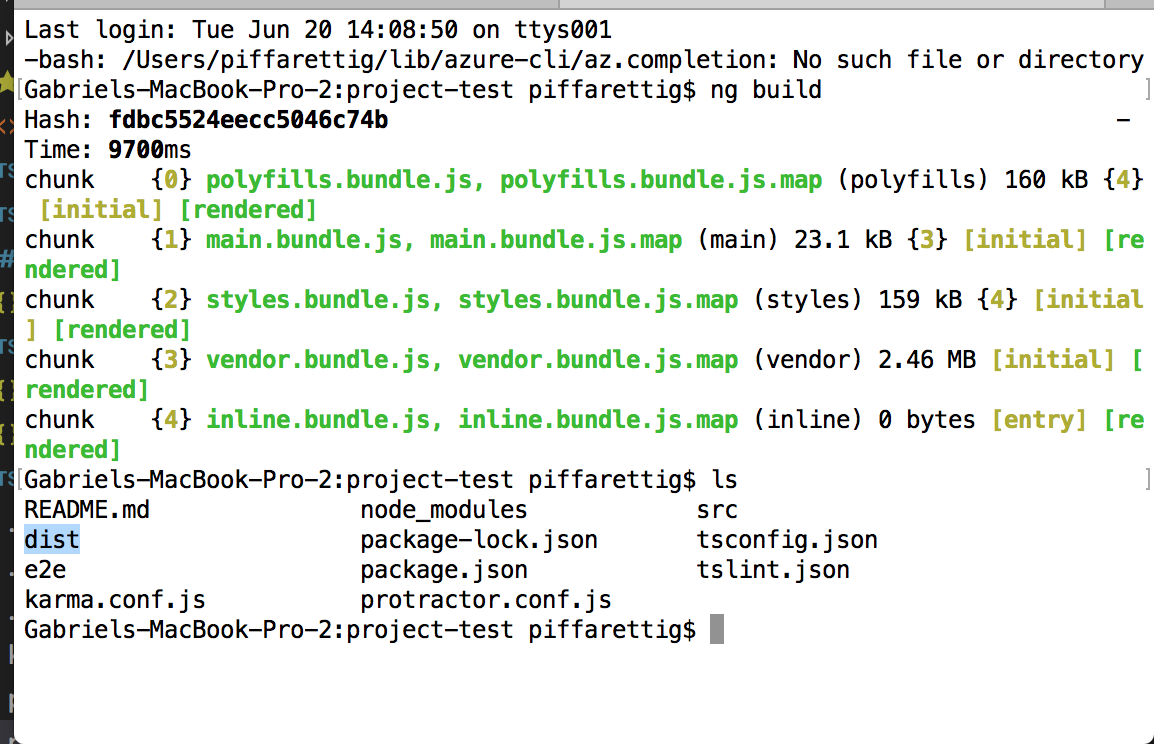 Last login: Tue Jun 20 14:08:50 on ttys001
-bash: /Users/piffarettig/lib/azure-cli/az.completion: No such file or directory
[Gabriels-MacBook-Pro-2:project-test piffarettig$ ng build ]
Hash: fdbc5524eecc5046c74b –
Time: 9700ms
chunk    {0} polyfills.bundle.js, polyfills.bundle.js.map (polyfills) 160 kB {4}
 [initial] [rendered]
chunk    {1} main.bundle.js, main.bundle.js.map (main) 23.1 kB {3} [initial] [re
ndered]
chunk    {2} styles.bundle.js, styles.bundle.js.map (styles) 159 kB {4} [initial
] [rendered]
chunk    {3} vendor.bundle.js, vendor.bundle.js.map (vendor) 2.46 MB [initial] [
rendered]
chunk    {4} inline.bundle.js, inline.bundle.js.map (inline) 0 bytes [entry] [re
ndered]
[Gabriels-MacBook-Pro-2:project-test piffarettig$ ls ]
README.md               node_modules            src
dist                    package-lock.json       tsconfig.json
e2e                     package.json            tslint.json
karma.conf.js           protractor.conf.js
Gabriels-MacBook-Pro-2:project-test piffarettig$